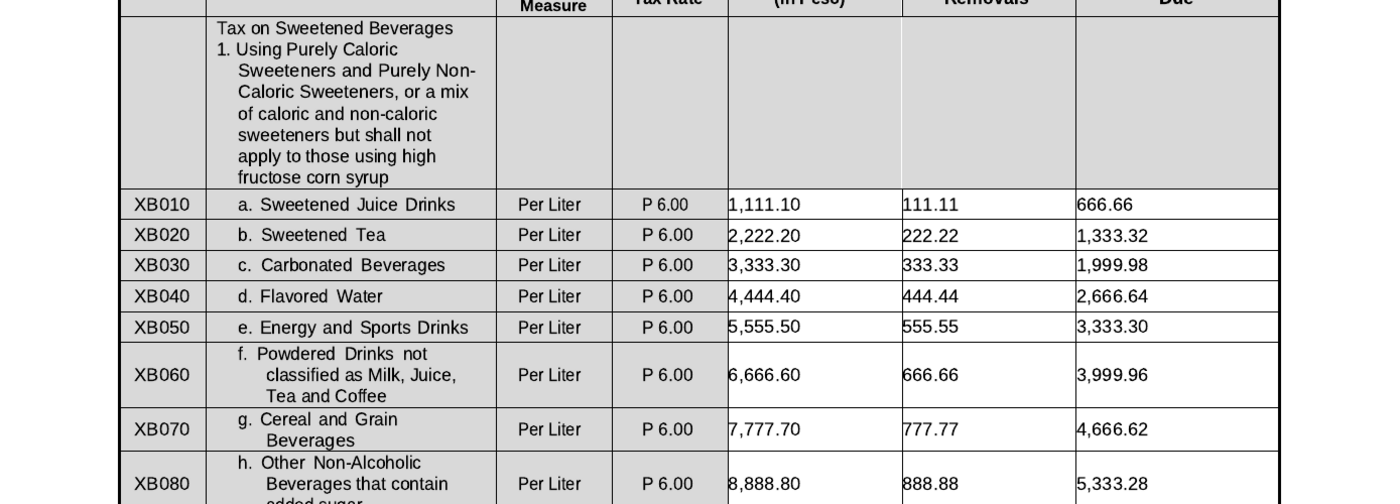 Measure Tax Rate (In Peso) Removals Due
Tax on Sweetened Beverages
1. Using Purely Caloric
Sweeteners and Purely Non-
Caloric Sweeteners, or a mix
of caloric and non-caloric
sweeteners but shall not
apply to those using high
fructose corn syrup
XB010 a. Sweetened Juice Drinks Per Liter P 6.00 1,111.10 111.11 666.66
XB020 b. Sweetened Tea Per Liter P 6.00 2,222.20 222.22 1,333.32
XB030 c. Carbonated Beverages Per Liter P 6.00 3,333.30 333.33 1,999.98
XB040 d. Flavored Water Per Liter P 6.00 4,444.40 444.44 2,666.64
XB050 e. Energy and Sports Drinks Per Liter P 6.00 5,555.50 555.55 3,333.30
f. Powdered Drinks not
XB060 classified as Milk, Juice, Per Liter P 6.00 6,666.60 666.66 3,999.96
Tea and Coffee
g. Cereal and Grain
XB070 Beverages Per Liter P 6.00 7,777.70 777.77 4,666.62
h. Other Non-Alcoholic
XB080 Beverages that contain Per Liter P 6.00 8,888.80 888.88 5,333.28
added sugar